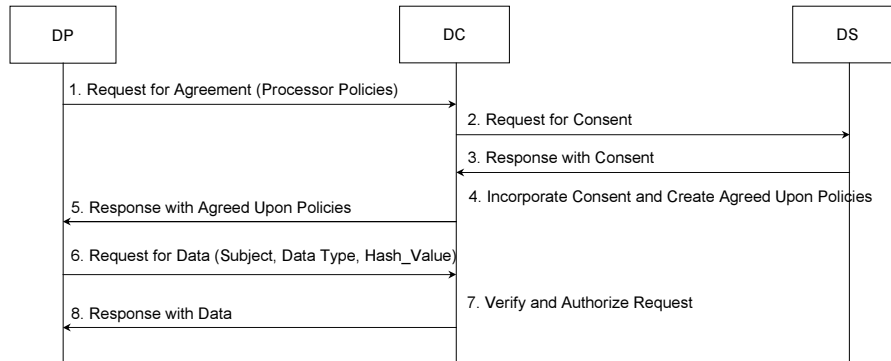 DP
DC
DS
1. Request for Agreement (Processor Policies)
2. Request for Consent
3. Response with Consent
4. Incorporate Consent and Create Agreed Upon Policies
5. Response with Agreed Upon Policies
6. Request for Data (Subject, Data Type, Hash_Value)
7. Verify and Authorize Request
8. Response with Data